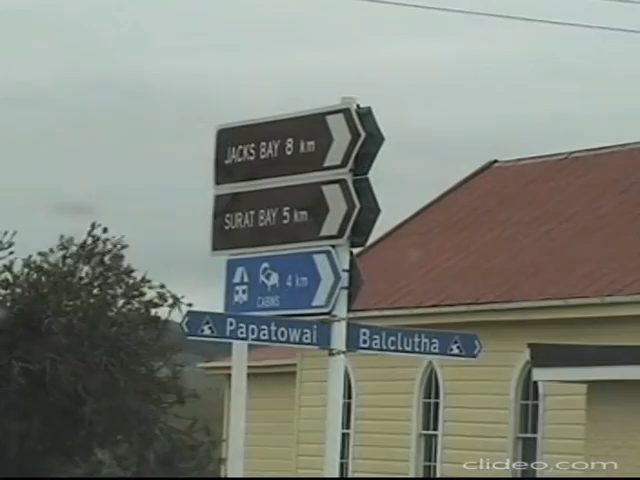 JACKS BAY 8 km
SURAT BAY 5 km
4 km
CABINS
Papatowai
Balclutha
clideo.com